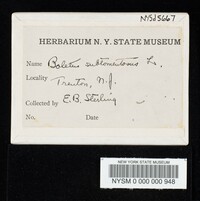 NYSd5667
HERBARIUM N. Y. STATE MUSEUM
Name Boletus subtomentosus L.
Locality Trenton, N.J.
Collected by E.B. Sterling
No. Date
NEW YORK STATE MUSEUM
NYSM 0 000 000 948